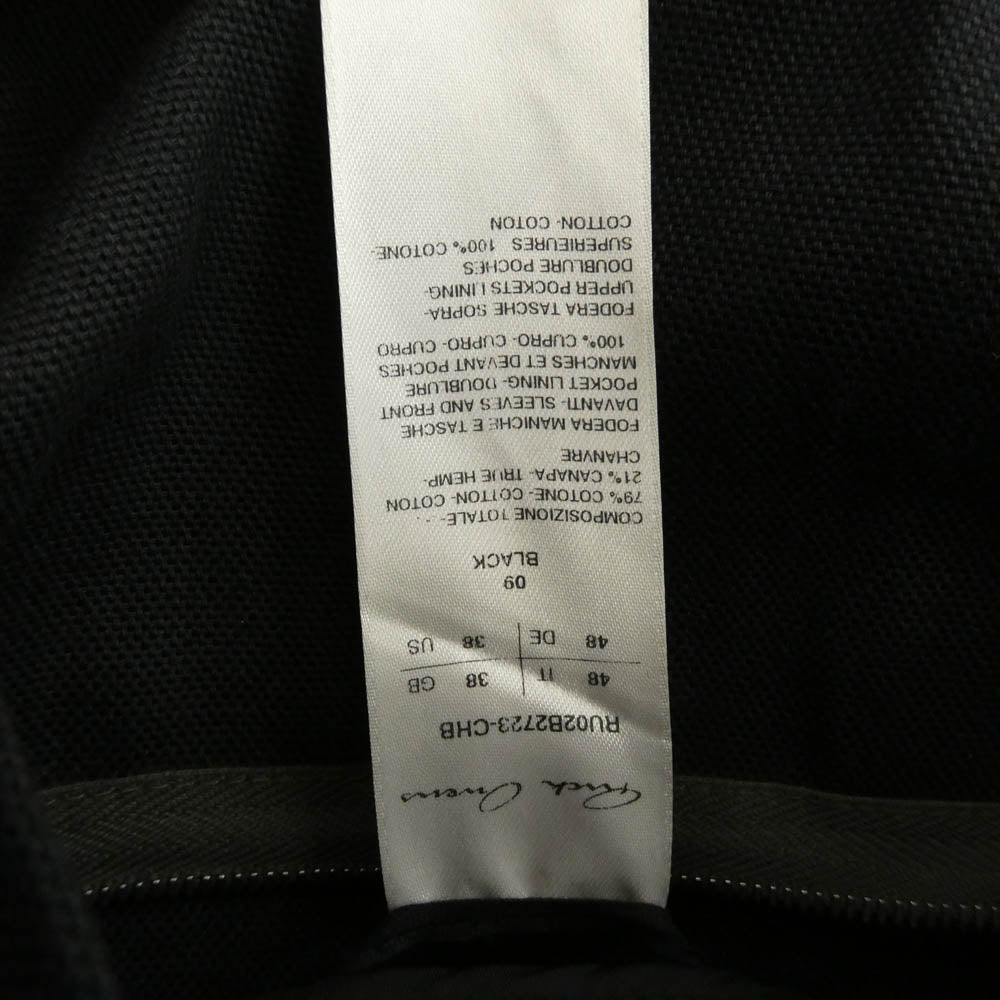 Rick Owens
RU02B2723-CHB
48 IT 38 GB
48 DE 38 US
09
BLACK
COMPOSIZIONE TOTALE-
79% COTONE- COTTON- COTON
21% CANAPA- TRUE HEMP-
CHANVRE
FODERA MANICHE E TASCHE
DAVANTI- SLEEVES AND FRONT
POCKET LINING- DOUBLURE
MANCHES ET DEVANT POCHES
100% CUPRO- CUPRO- CUPRO
FODERA TASCHE SOPRA-
UPPER POCKETS LINING-
DOUBLURE POCHES
SUPERIEURES 100% COTONE-
COTTON- COTON